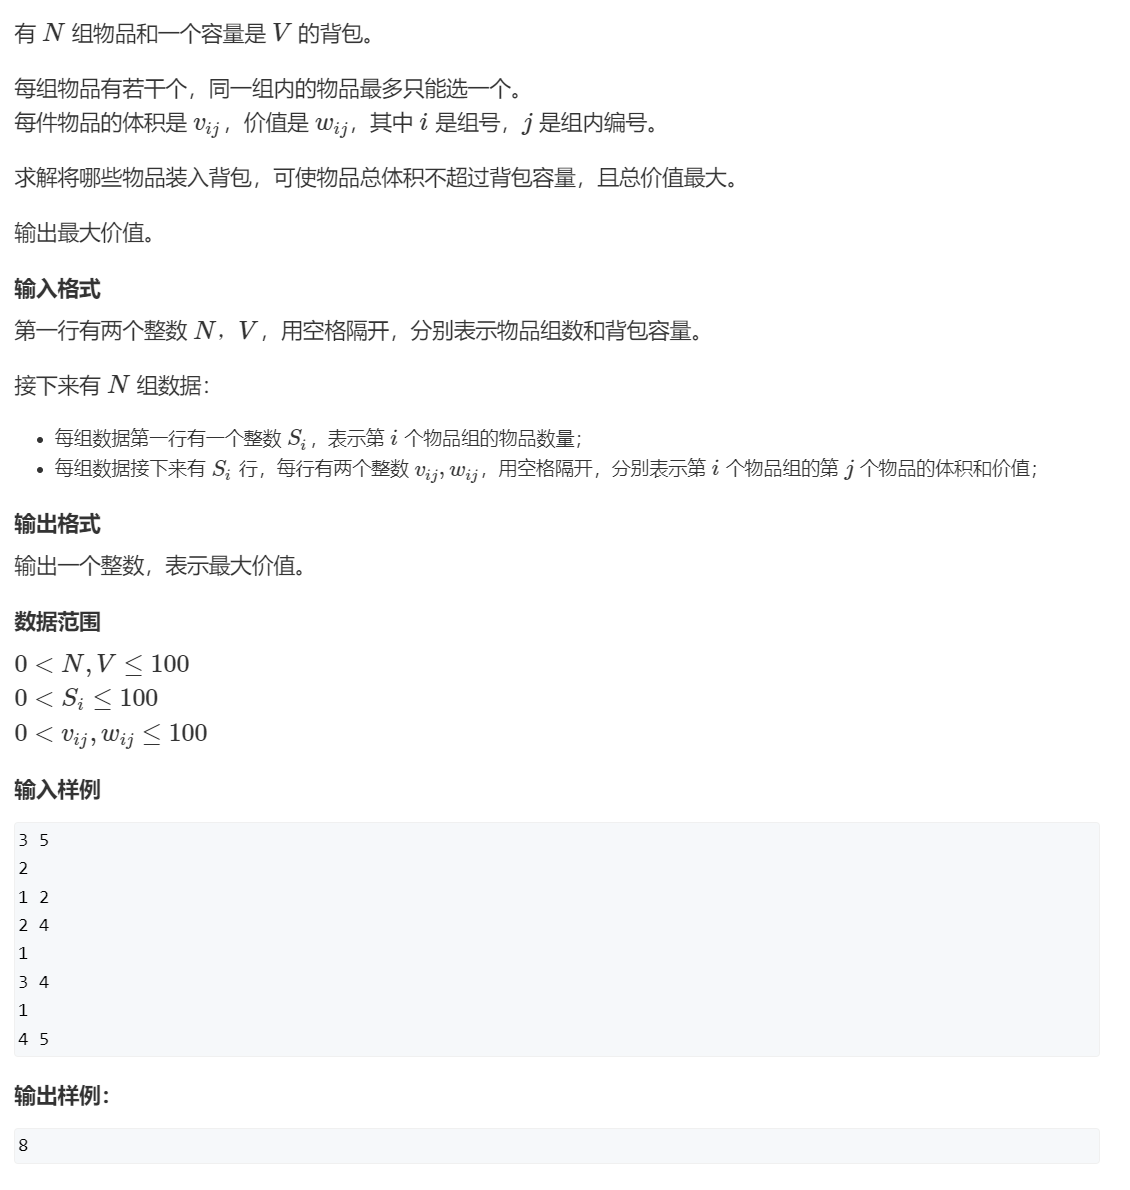 有 N 组物品和一个容量是 V 的背包。
每组物品有若干个，同一组内的物品最多只能选一个。
每件物品的体积是 v_{ij}，价值是 w_{ij}，其中 i 是组号，j 是组内编号。
求解将哪些物品装入背包，可使物品总体积不超过背包容量，且总价值最大。
输出最大价值。
输入格式
第一行有两个整数 N，V，用空格隔开，分别表示物品组数和背包容量。
接下来有 N 组数据：
• 每组数据第一行有一个整数 S_i，表示第 i 个物品组的物品数量；
• 每组数据接下来有 S_i 行，每行有两个整数 v_{ij}, w_{ij}，用空格隔开，分别表示第 i 个物品组的第 j 个物品的体积和价值；
输出格式
输出一个整数，表示最大价值。
数据范围
0 < N, V ≤ 100
0 < S_i ≤ 100
0 < v_{ij}, w_{ij} ≤ 100
输入样例
3 5
2
1 2
2 4
1
3 4
1
4 5
输出样例：
8